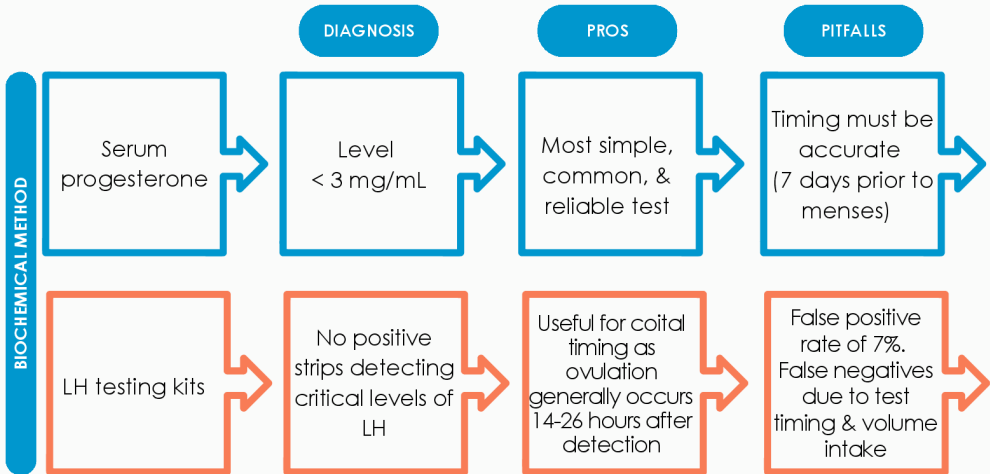 DIAGNOSIS
PROS
PITFALLS
BIOCHEMICAL METHOD
Serum
progesterone
Level
< 3 mg/mL
Most simple,
common, &
reliable test
Timing must be
accurate
(7 days prior to
menses)
LH testing kits
No positive
strips detecting
critical levels of
LH
Useful for coital
timing as
ovulation
generally occurs
14-26 hours after
detection
False positive
rate of 7%.
False negatives
due to test
timing & volume
intake